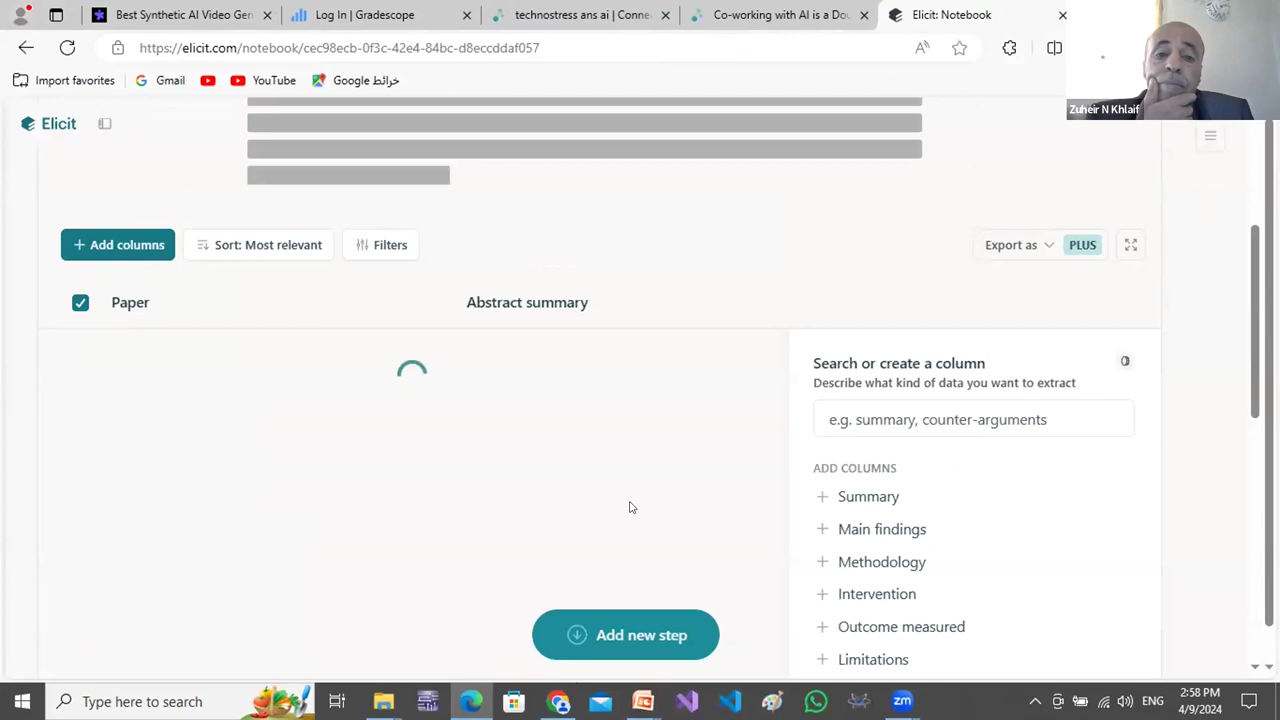 Best Synthetic AI Video Gen
Log In | Gradescope
technostress ans ai | Conne
Co-working with AI is a Dou
Elicit: Notebook
https://elicit.com/notebook/cec98ecb-0f3c-42e4-84bc-d8eccddaf057
Import favorites
Gmail
YouTube
خرائط Google
Zuheir N Khlaif
Elicit
+ Add columns
Sort: Most relevant
Filters
Export as
PLUS
Paper
Abstract summary
Search or create a column
Describe what kind of data you want to extract
e.g. summary, counter-arguments
ADD COLUMNS
+ Summary
+ Main findings
+ Methodology
+ Intervention
+ Outcome measured
+ Limitations
Add new step
Type here to search
zm
ENG
2:58 PM
4/9/2024